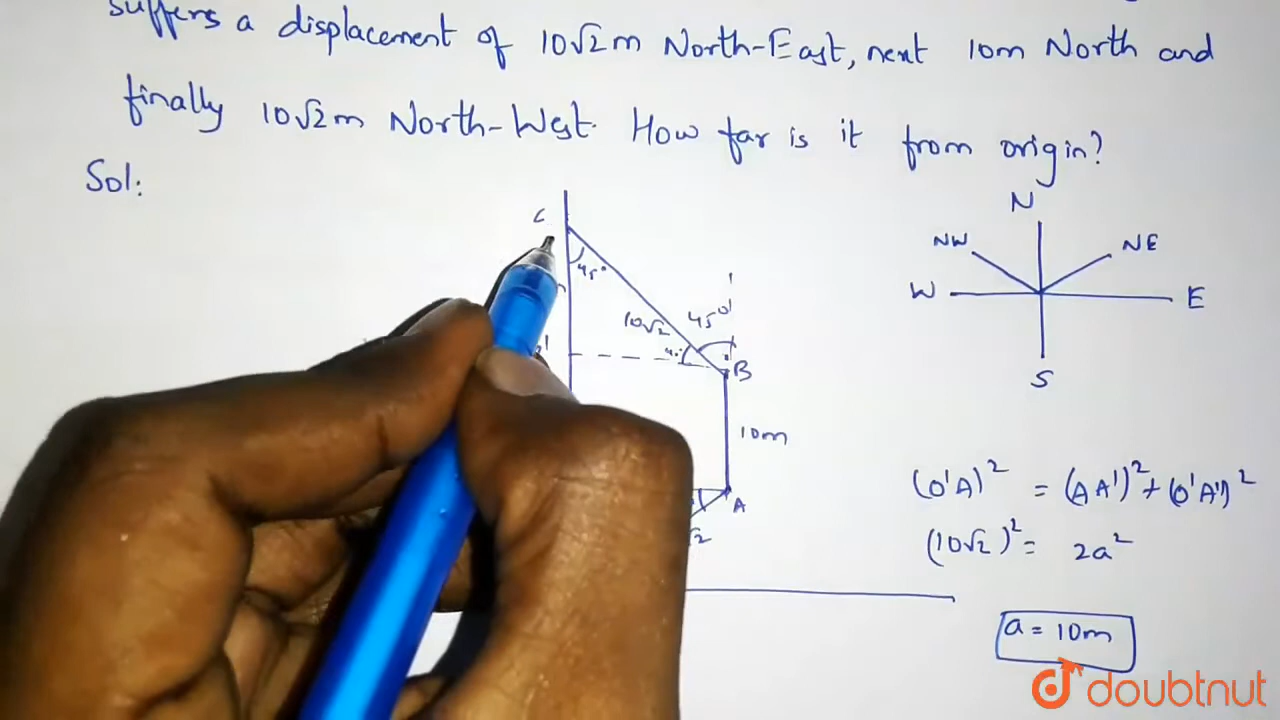 suffers a displacement of 10√2m North-East, next 10m North and
finally 10√2m North-West. How far is it from origin?
Sol:
N
NW
NE
W
E
S
C
45°
10√2
45°
B
10m
A
(O'A)² = (AA')² + (O'A')²
(10√2)² = 2a²
a = 10m
doubtnut